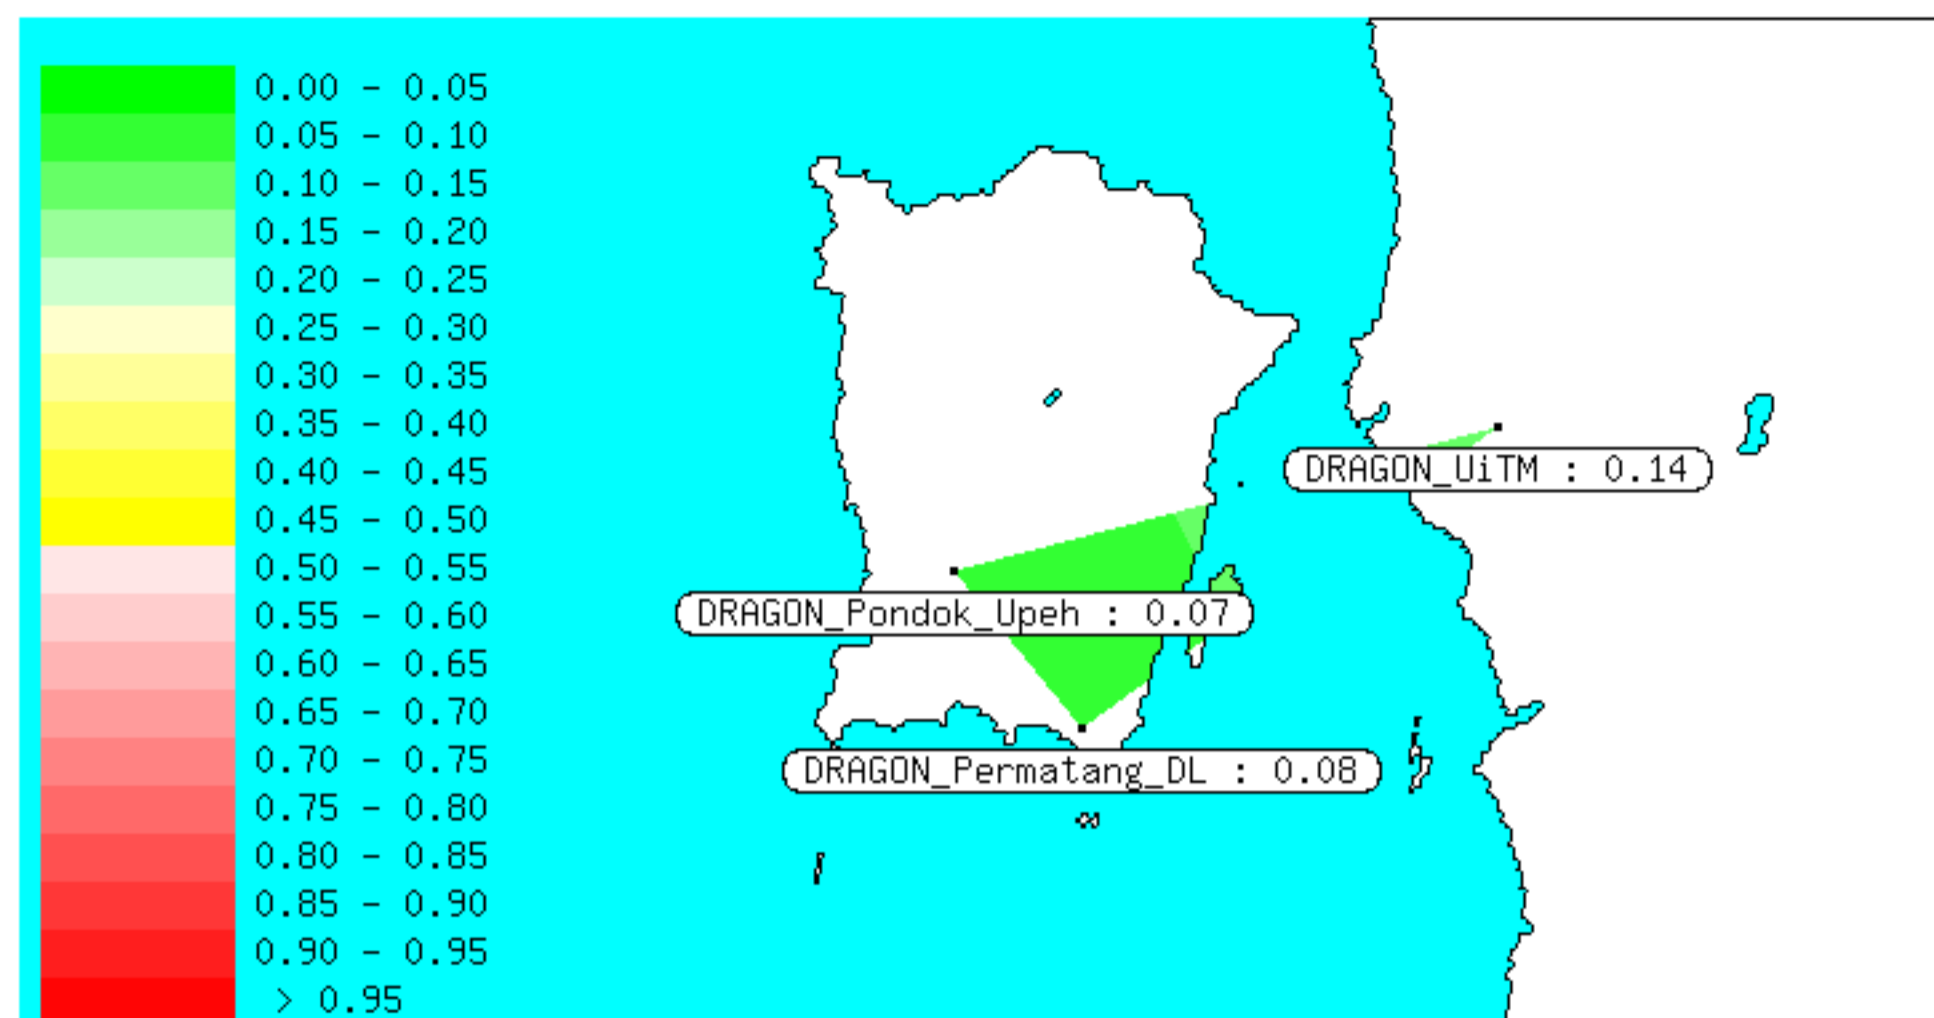 0.00 - 0.05
0.05 - 0.10
0.10 - 0.15
0.15 - 0.20
0.20 - 0.25
0.25 - 0.30
0.30 - 0.35
0.35 - 0.40
0.40 - 0.45
0.45 - 0.50
0.50 - 0.55
0.55 - 0.60
0.60 - 0.65
0.65 - 0.70
0.70 - 0.75
0.75 - 0.80
0.80 - 0.85
0.85 - 0.90
0.90 - 0.95
> 0.95
DRAGON_UiTM : 0.14
DRAGON_Pondok_Upeh : 0.07
DRAGON_Permatang_DL : 0.08